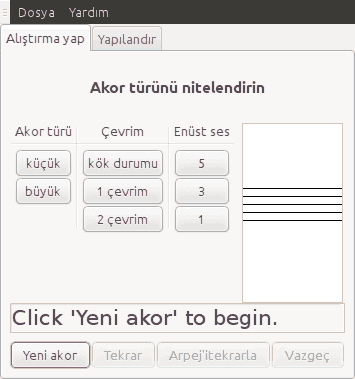 Dosya Yardım
Alıştırma yap Yapılandır
Akor türünü nitelendirin
Akor türü Çevrim Enüst ses
küçük kök durumu 5
büyük 1 çevrim 3
2 çevrim 1
Click 'Yeni akor' to begin.
Yeni akor Tekrar Arpej'itekrarla Vazgeç